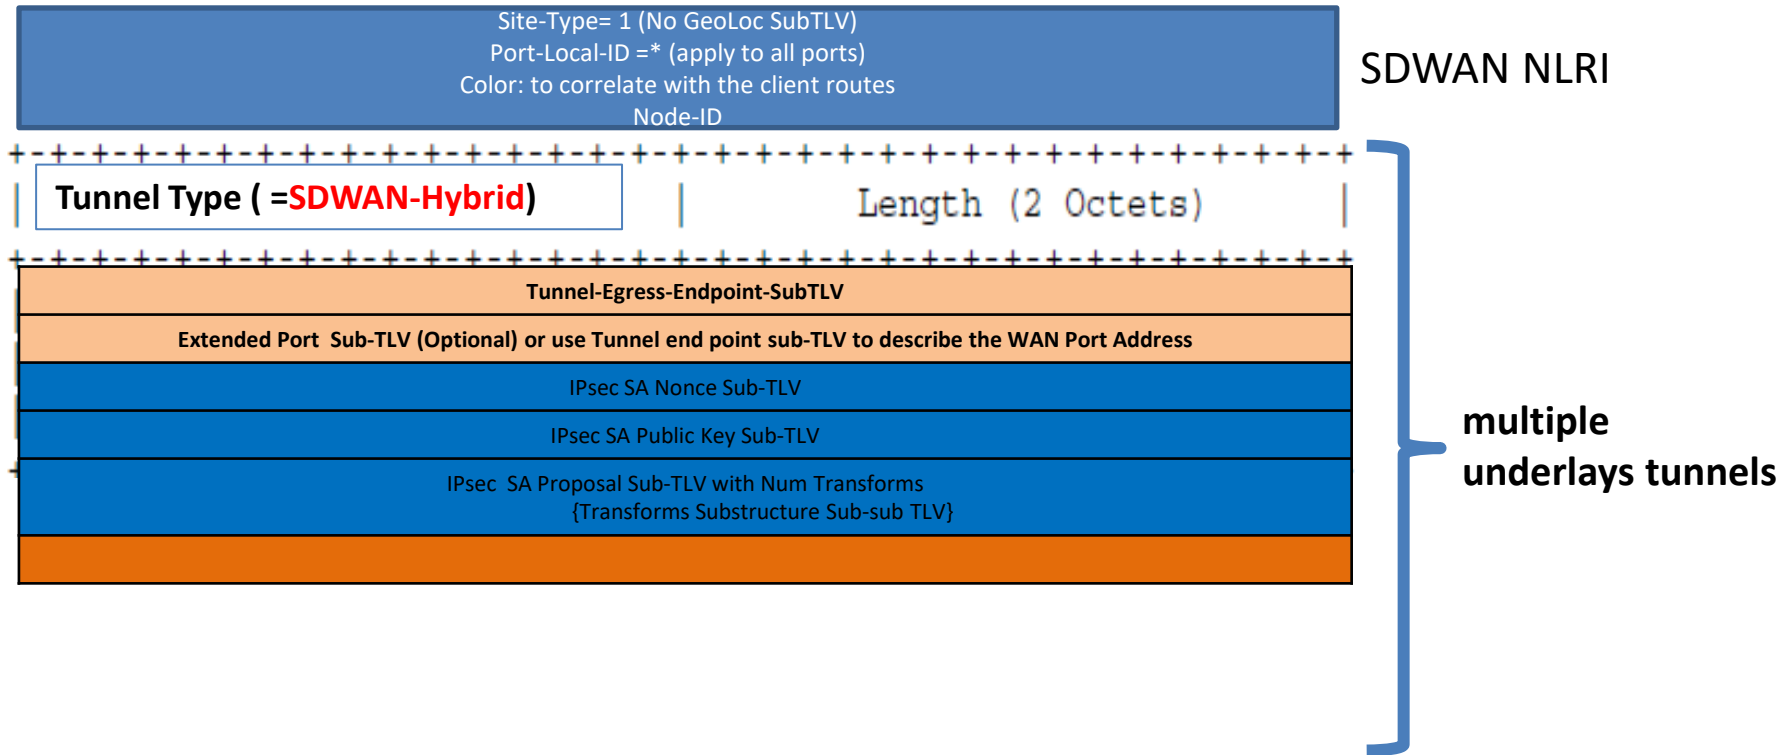 Site-Type= 1 (No GeoLoc SubTLV)
Port-Local-ID =* (apply to all ports)
Color: to correlate with the client routes
Node-ID
SDWAN NLRI
+-+-+-+-+-+-+-+-+-+-+-+-+-+-+-+-+-+-+-+-+-+-+-+-+-+-+-+-+-+-+-+-+
| Tunnel Type ( =SDWAN-Hybrid) | Length (2 Octets) |
+-+-+-+-+-+-+-+-+-+-+-+-+-+-+-+-+-+-+-+-+-+-+-+-+-+-+-+-+-+-+-+-+
Tunnel-Egress-Endpoint-SubTLV
Extended Port Sub-TLV (Optional) or use Tunnel end point sub-TLV to describe the WAN Port Address
IPsec SA Nonce Sub-TLV
IPsec SA Public Key Sub-TLV
IPsec SA Proposal Sub-TLV with Num Transforms
{Transforms Substructure Sub-sub TLV}
multiple
underlays tunnels